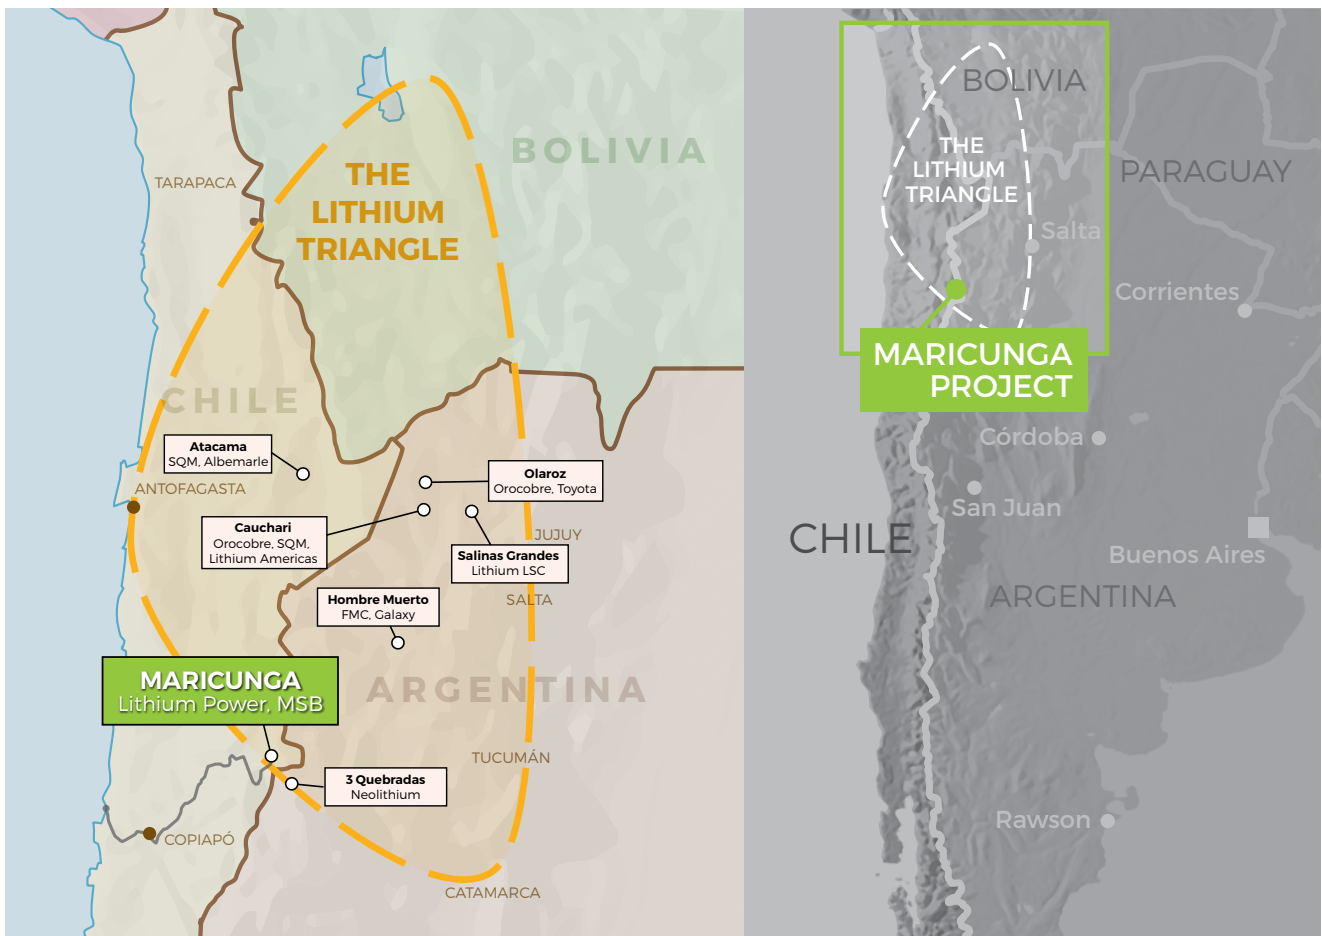 BOLIVIA
TARAPACA
THE
LITHIUM
TRIANGLE
CHILE
Atacama
SQM, Albemarle
ANTOFAGASTA
Olaroz
Orocobre, Toyota
Cauchari
Orocobre, SQM,
Lithium Americas
JUJUY
Salinas Grandes
Lithium LSC
SALTA
Hombre Muerto
FMC, Galaxy
MARICUNGA
Lithium Power, MSB
ARGENTINA
TUCUMÁN
3 Quebradas
Neolithium
COPIAPÓ
CATAMARCA
BOLIVIA
THE
LITHIUM
TRIANGLE
PARAGUAY
Salta
Corrientes
MARICUNGA
PROJECT
Córdoba
San Juan
CHILE
Buenos Aires
ARGENTINA
Rawson